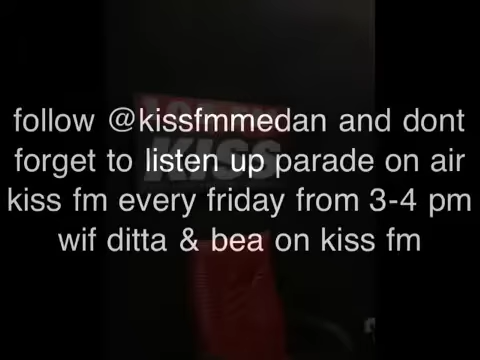 follow @kissfmmedan and dont
forget to listen up parade on air
kiss fm every friday from 3-4 pm
wif ditta & bea on kiss fm
KISS